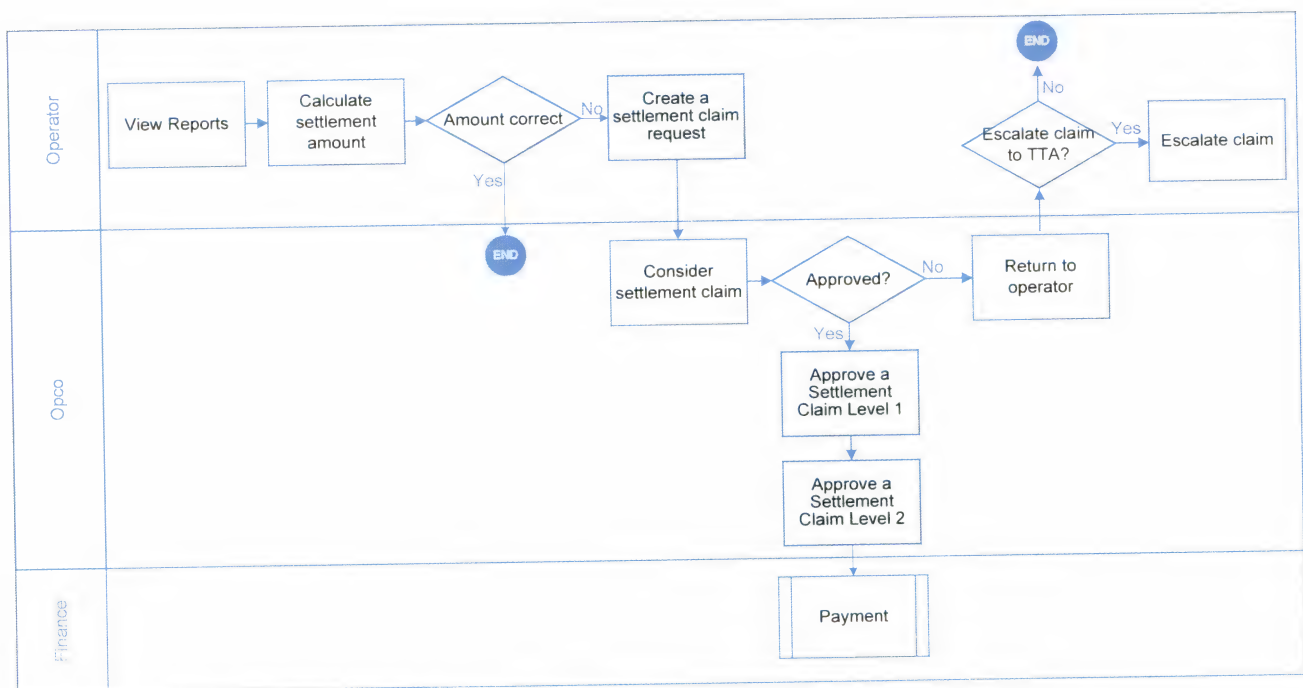 Operator
View Reports
Calculate
settlement
amount
Amount correct
No
Yes
END
Create a
settlement claim
request
END
No
Escalate claim
to TTA?
Yes
Escalate claim
Opco
Consider
settlement claim
Approved?
No
Return to
operator
Yes
Approve a
Settlement
Claim Level 1
Approve a
Settlement
Claim Level 2
Finance
Payment